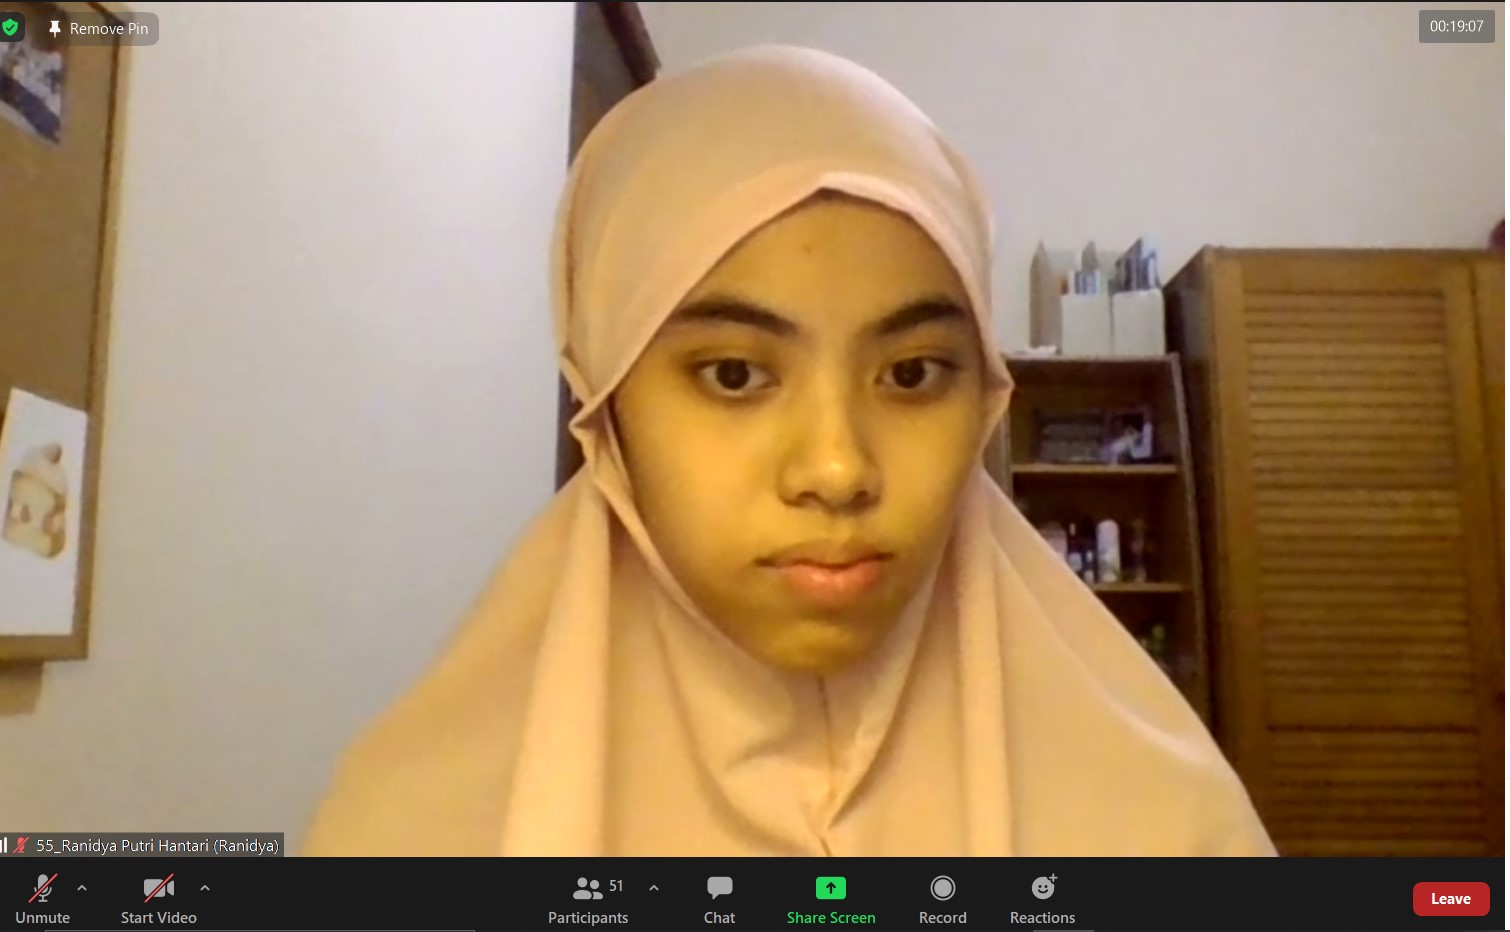 Remove Pin
00:19:07
55_Ranidya Putri Hantari (Ranidya)
51
Unmute
Start Video
Participants
Chat
Share Screen
Record
Reactions
Leave